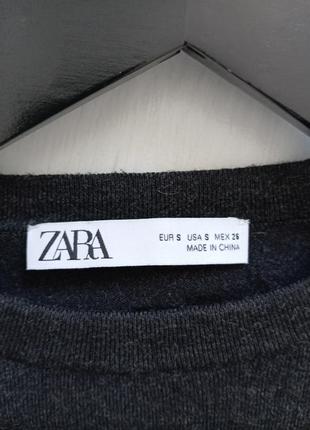 ZARA
EUR S USA S MEX 26
MADE IN CHINA